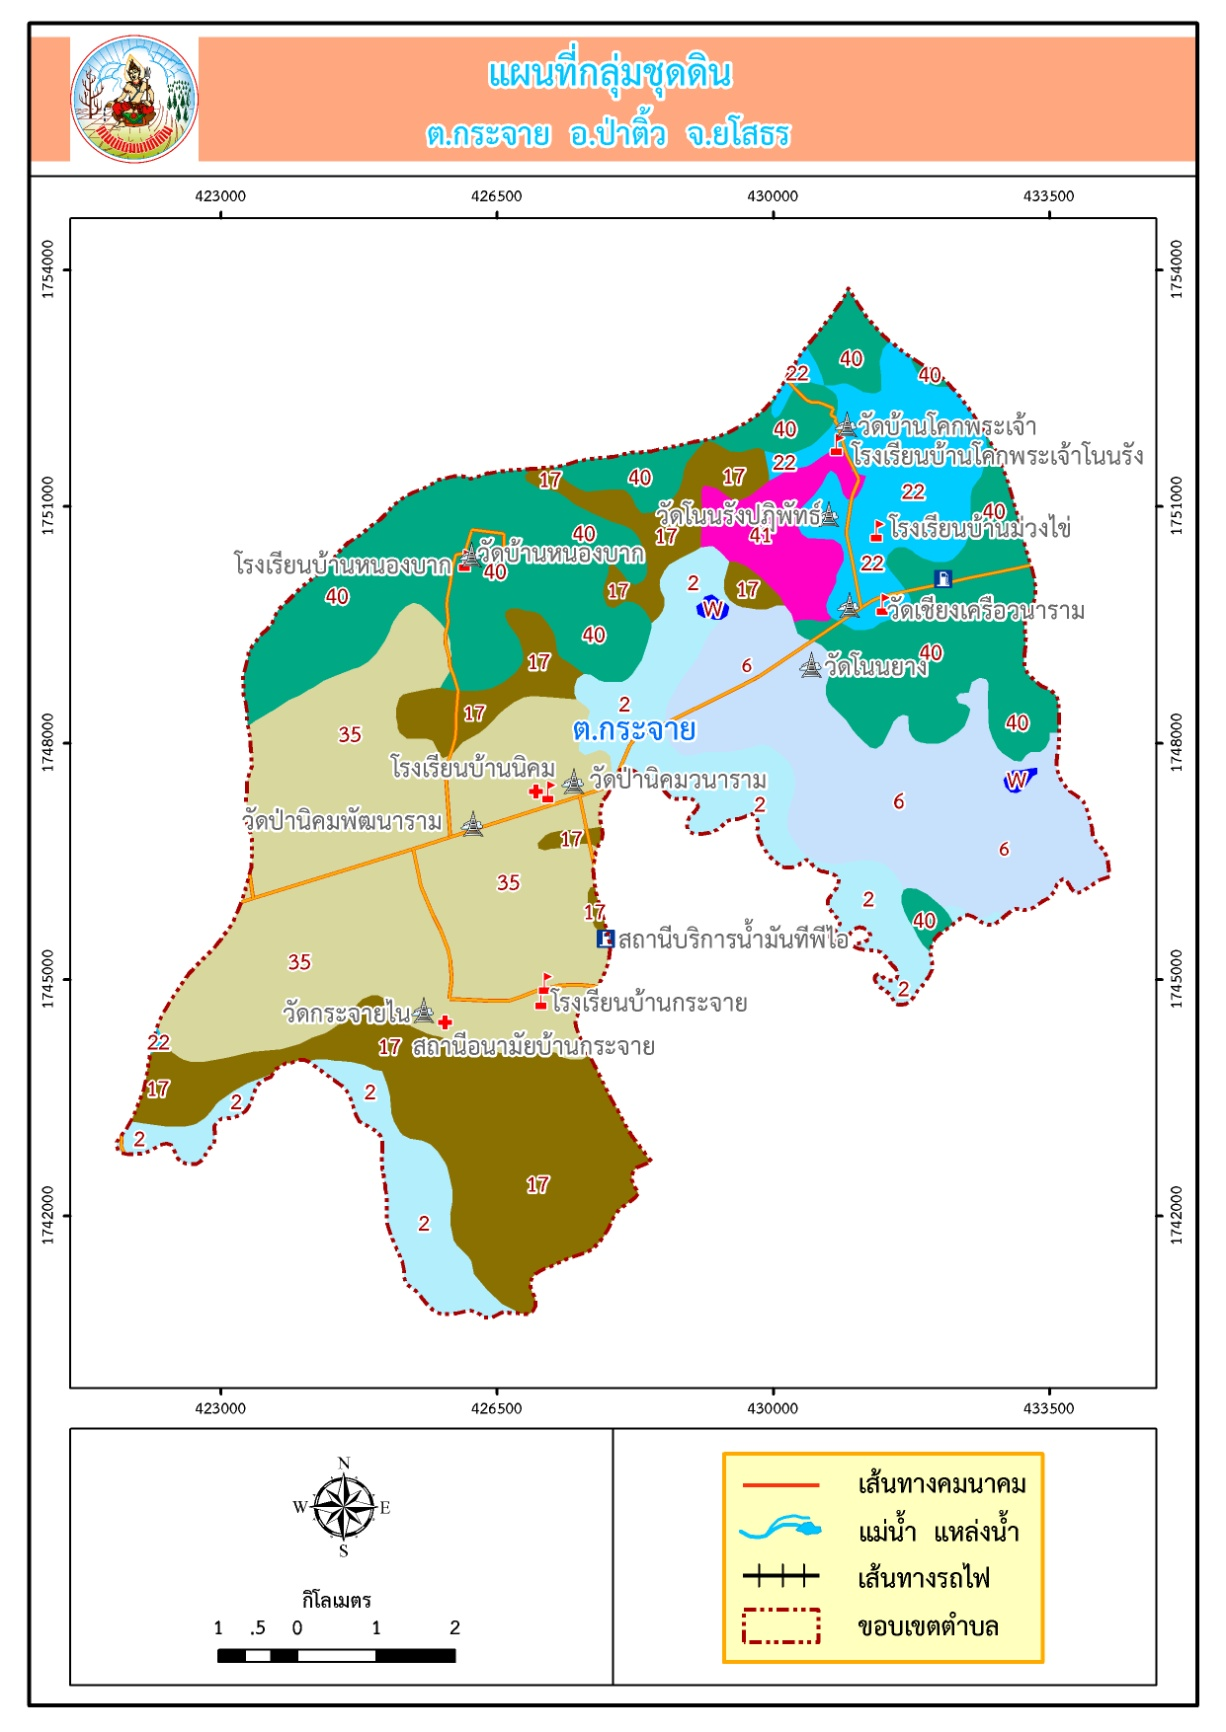 แผนที่กลุ่มชุดดิน
ต.กระจาย อ.ป่าติ้ว จ.ยโสธร
กรมพัฒนาที่ดิน
423000 426500 430000 433500
1754000 1754000
40
22 40
วัดบ้านโคกพระเจ้า
40
โรงเรียนบ้านโคกพระเจ้าโนนรัง
22
17 40 17
22
1751000 1751000
40
วัดโนนรังปฏิพัทธ์
โรงเรียนบ้านม่วงไข่
40 17 41
วัดบ้านหนองบาก
โรงเรียนบ้านหนองบาก
40 22
40 17 2 17
W
วัดเชียงเครือวนาราม
40
17 6 วัดโนนยาง 40
17 2 40
35 ต.กระจาย
1748000 1748000
โรงเรียนบ้านนิคม
วัดป่านิคมวนาราม
W
2 6
วัดป่านิคมพัฒนาราม
17 6
35
2
17 40
สถานีบริการน้ำมันทีพีไอ
35
1745000 1745000
2
โรงเรียนบ้านกระจาย
วัดกระจายใน
22 17 สถานีอนามัยบ้านกระจาย
17 2 2
2
17
2
1742000 1742000
423000 426500 430000 433500
N
W E
S
กิโลเมตร
1 .5 0 1 2
เส้นทางคมนาคม
แม่น้ำ แหล่งน้ำ
เส้นทางรถไฟ
ขอบเขตตำบล